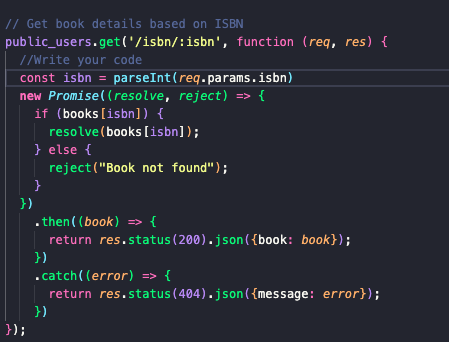 // Get book details based on ISBN
public_users.get('/isbn/:isbn', function (req, res) {
  //Write your code
  const isbn = parseInt(req.params.isbn)
  new Promise((resolve, reject) => {
    if (books[isbn]) {
      resolve(books[isbn]);
    } else {
      reject("Book not found");
    }
  })
    .then((book) => {
      return res.status(200).json({book: book});
    })
    .catch((error) => {
      return res.status(404).json({message: error});
    })
});